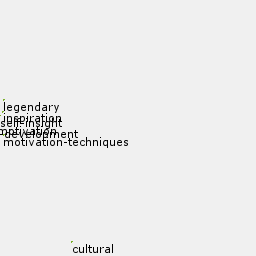 legendary
inspiration
self-insight
motivation
development
motivation-techniques
cultural